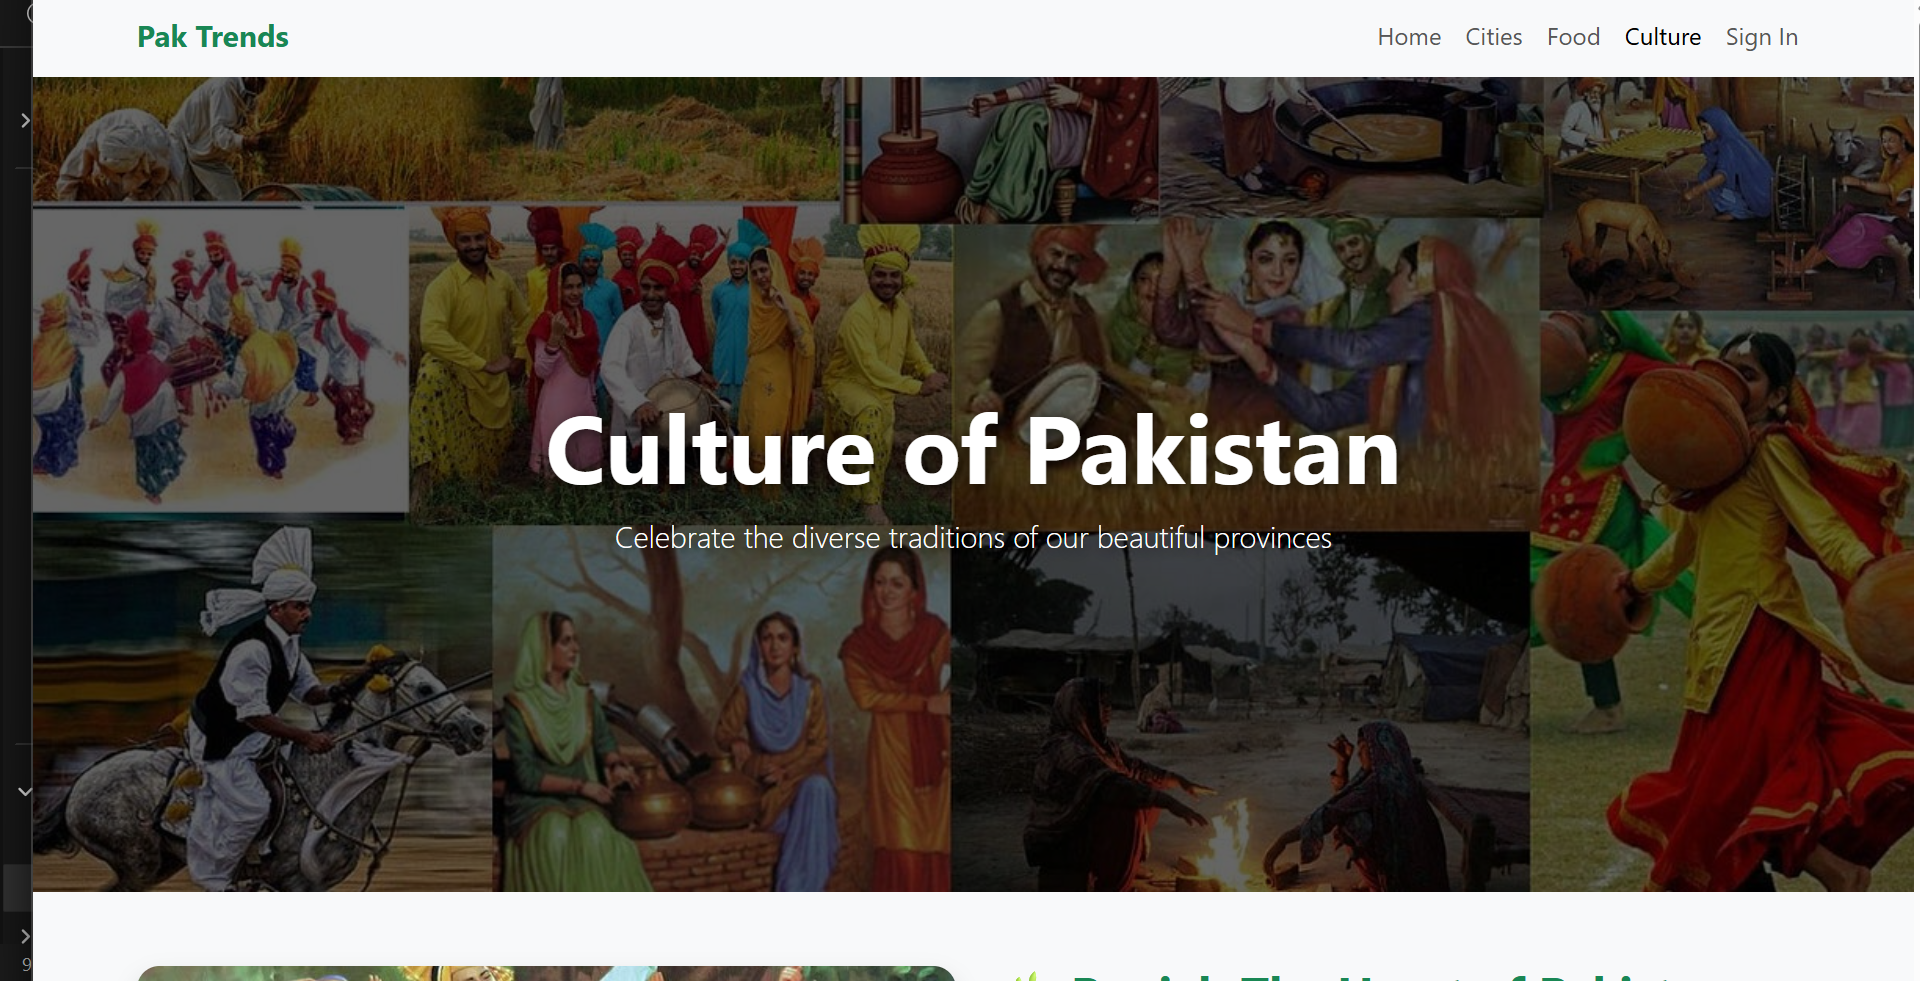 Pak Trends
Home Cities Food Culture Sign In
Culture of Pakistan
Celebrate the diverse traditions of our beautiful provinces
9